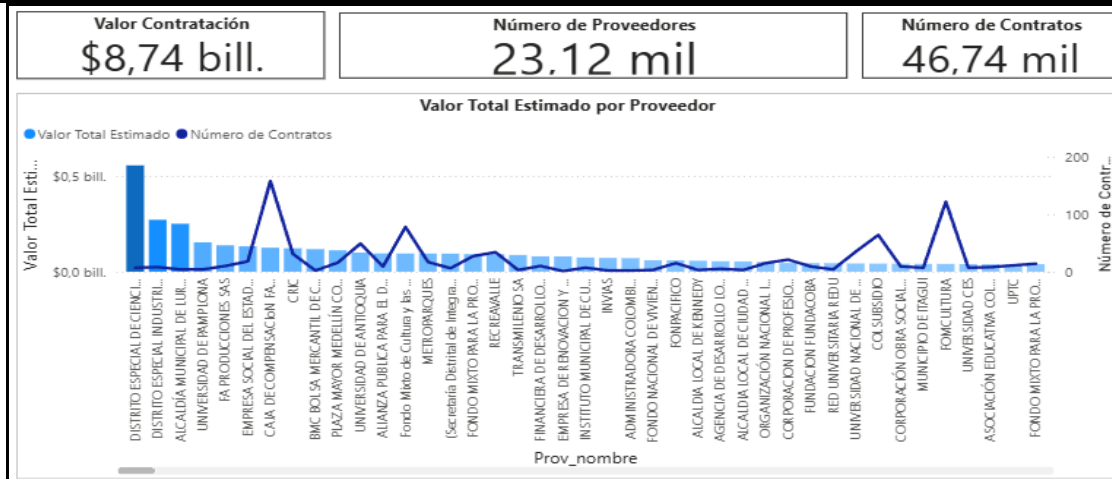 Valor Contratación
$8,74 bill.
Número de Proveedores
23,12 mil
Número de Contratos
46,74 mil
Valor Total Estimado por Proveedor
Valor Total Estimado
Número de Contratos
Valor Total Esti...
$0,5 bill.
$0,0 bill.
200
100
0
Número de Contr...
DISTRITO ESPECIAL DE CIENCI...
DISTRITO ESPECIAL INDUSTRI...
ALCALDÍA MUNICIPAL DE LUR...
UNIVERSIDAD DE PAMPLONA
FA PRODUCCIONES SAS
EMPRESA SOCIAL DEL ESTAD...
CAJA DE COMPENSACIoN FA...
CRIC
BMC BOLSA MERCANTIL DE C...
PLAZA MAYOR MEDELLÍN CO...
UNIVERSIDAD DE ANTIOQUIA
ALIANZA PUBLICA PARA EL D...
Fondo Mixto de Cultura y las ...
METROPARQUES
(Secretaría Distrital de Integra...
FONDO MIXTO PARA LA PRO...
RECREAVALLE
TRANSMILENIO SA
FINANCIERA DE DESARROLLO...
EMPRESA DE RENOVACION Y ...
INSTITUTO MUNICIPAL DE CU...
INVIAS
ADMINISTRADORA COLOMBI...
FONDO NACIONAL DE VIVIEN...
FONPACIFICO
ALCALDIA LOCAL DE KENNEDY
AGENCIA DE DESARROLLO LO...
ALCALDIA LOCAL DE CIUDAD ...
ORGANIZACIÓN NACIONAL I...
CORPORACION DE PROFESIO...
FUNDACION FUNDACOBA
RED UNIVERSITARIA REDU
UNIVERSIDAD NACIONAL DE ...
COLSUBSIDIO
CORPORACIÓN OBRA SOCIAL...
MUNICIPIO DE ITAGUI
FOMCULTURA
UNIVERSIDAD CES
ASOCIACIÓN EDUCATIVA COL...
UPTC
FONDO MIXTO PARA LA PRO...
Prov_nombre